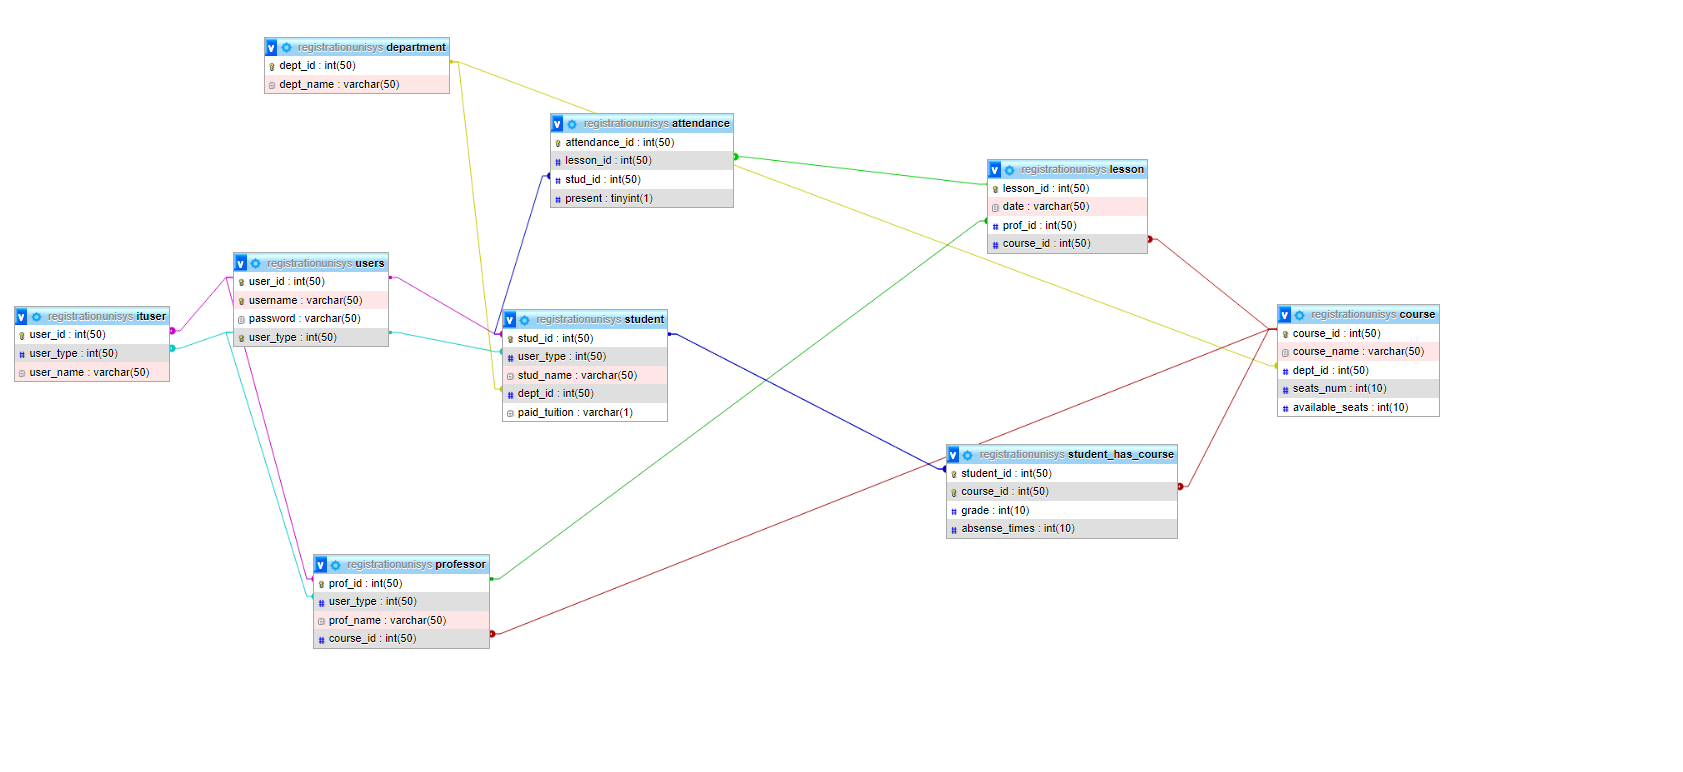 registrationunisys department
dept_id : int(50)
dept_name : varchar(50)
registrationunisys attendance
attendance_id : int(50)
lesson_id : int(50)
stud_id : int(50)
present : tinyint(1)
registrationunisys lesson
lesson_id : int(50)
date : varchar(50)
prof_id : int(50)
course_id : int(50)
registrationunisys users
user_id : int(50)
username : varchar(50)
password : varchar(50)
user_type : int(50)
registrationunisys ituser
user_id : int(50)
user_type : int(50)
user_name : varchar(50)
registrationunisys student
stud_id : int(50)
user_type : int(50)
stud_name : varchar(50)
dept_id : int(50)
paid_tuition : varchar(1)
registrationunisys course
course_id : int(50)
course_name : varchar(50)
dept_id : int(50)
seats_num : int(10)
available_seats : int(10)
registrationunisys student_has_course
student_id : int(50)
course_id : int(50)
grade : int(10)
absense_times : int(10)
registrationunisys professor
prof_id : int(50)
user_type : int(50)
prof_name : varchar(50)
course_id : int(50)